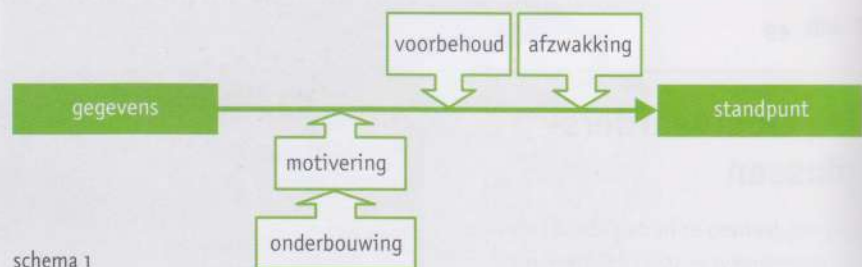 voorbehoud afzwakking
gegevens standpunt
motivering
onderbouwing
schema 1